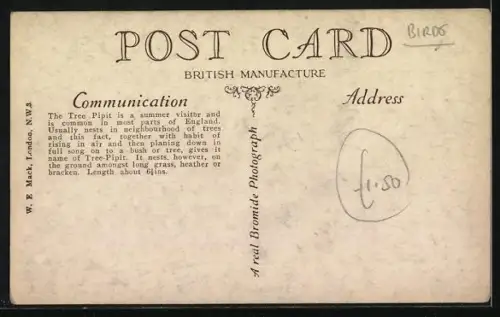 POST CARD
BIRDS
BRITISH MANUFACTURE
Communication
Address
The Tree Pipit is a summer visitor and
is common in most parts of England.
Usually nests in neighbourhood of trees
and this fact, together with habit of
rising in air and then planing down in
full song on to a bush or tree, gives it
name of Tree-Pipit. It nests, however, on
the ground amongst long grass, heather or
bracken. Length about 6½ins.
W. E Mack, London, N.W.3
A real Bromide Photograph
£1.50